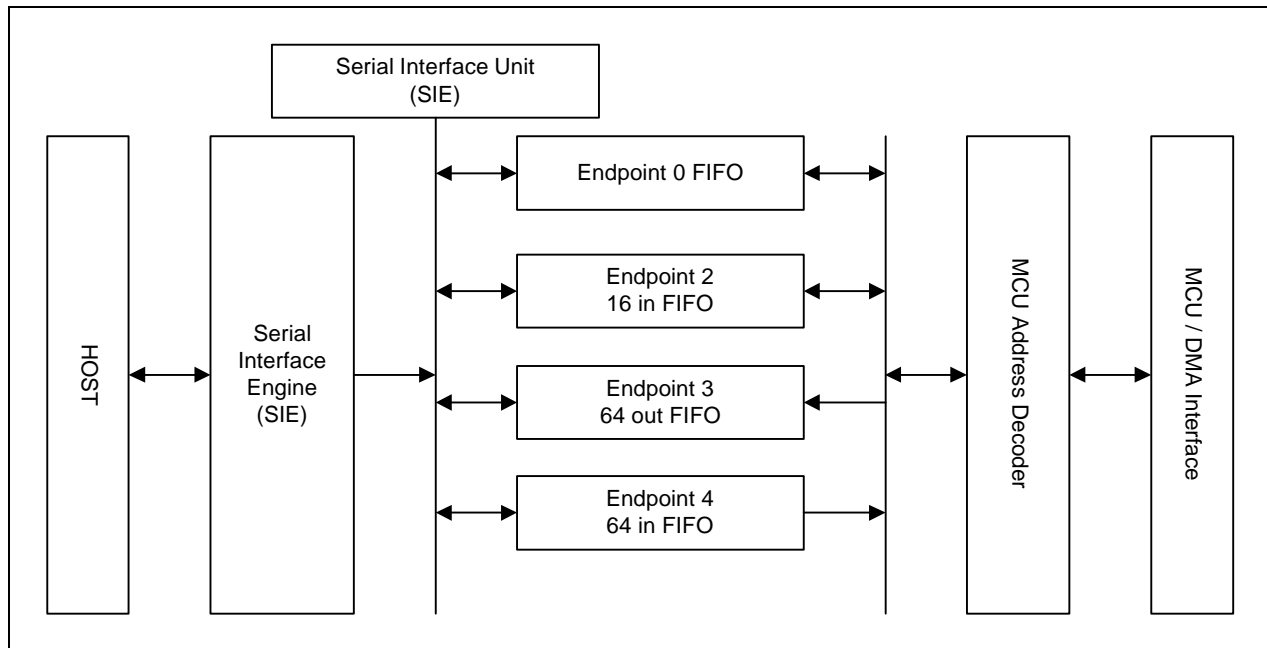 Serial Interface Unit
(SIE)
HOST
Serial
Interface
Engine
(SIE)
Endpoint 0 FIFO
Endpoint 2
16 in FIFO
Endpoint 3
64 out FIFO
Endpoint 4
64 in FIFO
MCU Address Decoder
MCU / DMA Interface